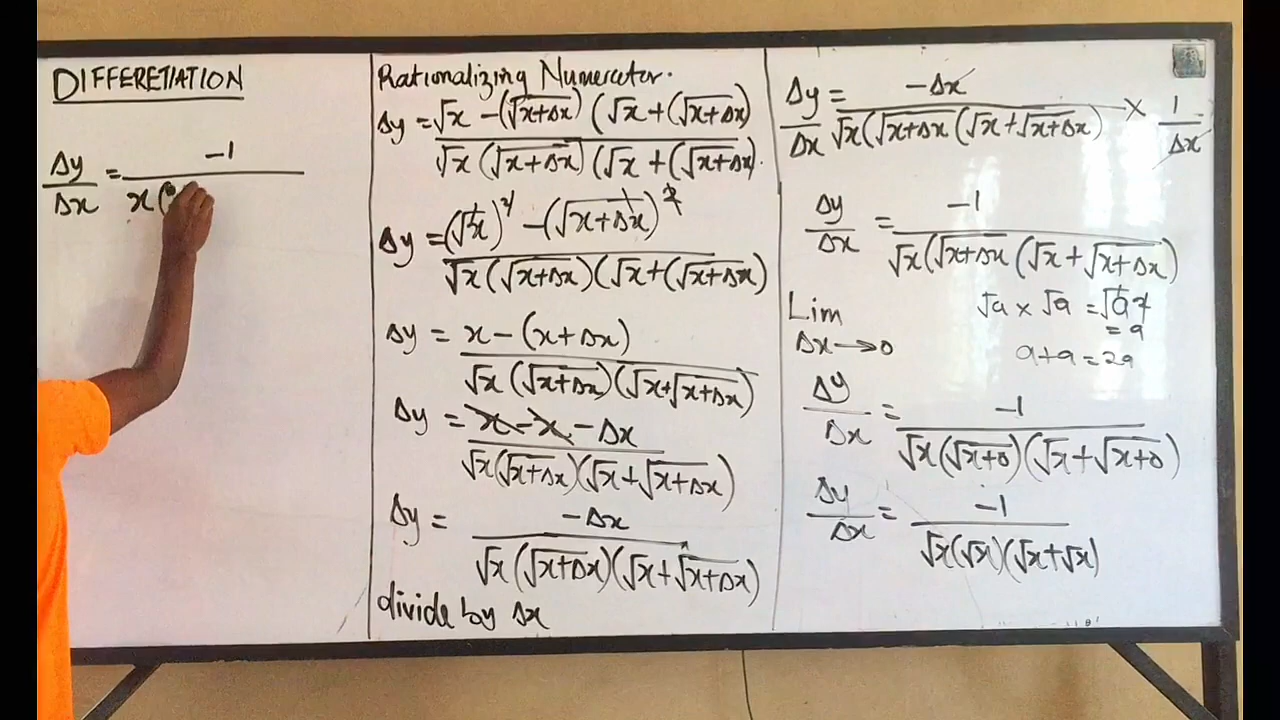 DIFFERETIATION
Δy/Δx = -1/x(2
Rationalizing Numerator.
Δy = √x - (√x+Δx) (√x + (√x+Δx) / √x (√x+Δx) (√x + (√x+Δx).
Δy = (√x)² - (√x+Δx)² / √x (√x+Δx) (√x + (√x+Δx)
Δy = x - (x + Δx) / √x (√x+Δx) (√x+√x+Δx)
Δy = x - x - Δx / √x (√x+Δx) (√x+√x+Δx)
Δy = -Δx / √x (√x+Δx) (√x+√x+Δx)
divide by Δx
Δy/Δx = -Δx / √x(√x+Δx (√x+√x+Δx) × 1/Δx
Δy/Δx = -1 / √x(√x+Δx (√x+√x+Δx)
Lim
Δx→0
√a × √a = √a²
= a
a+a = 2a
Δy/Δx = -1 / √x(√x+0) (√x+√x+0)
Δy/Δx = -1 / √x(√x) (√x+√x)